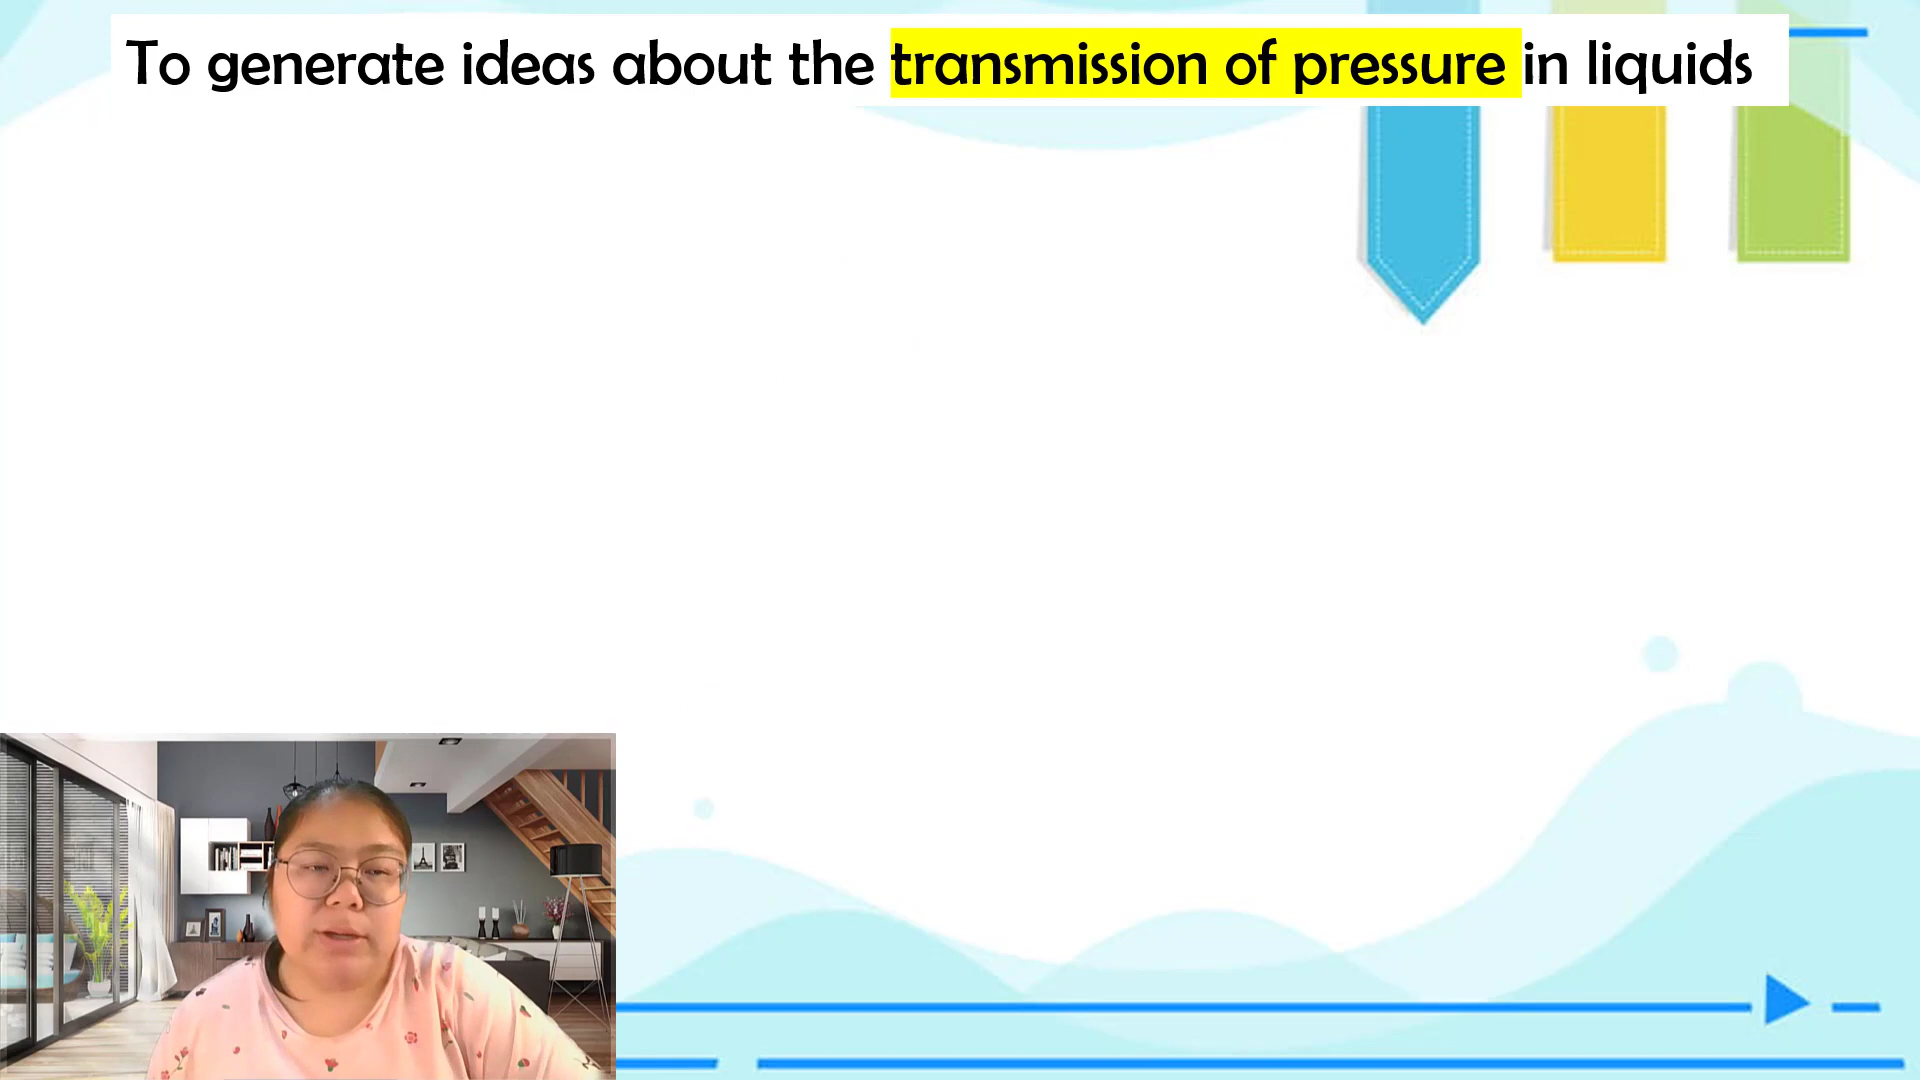 To generate ideas about the transmission of pressure in liquids